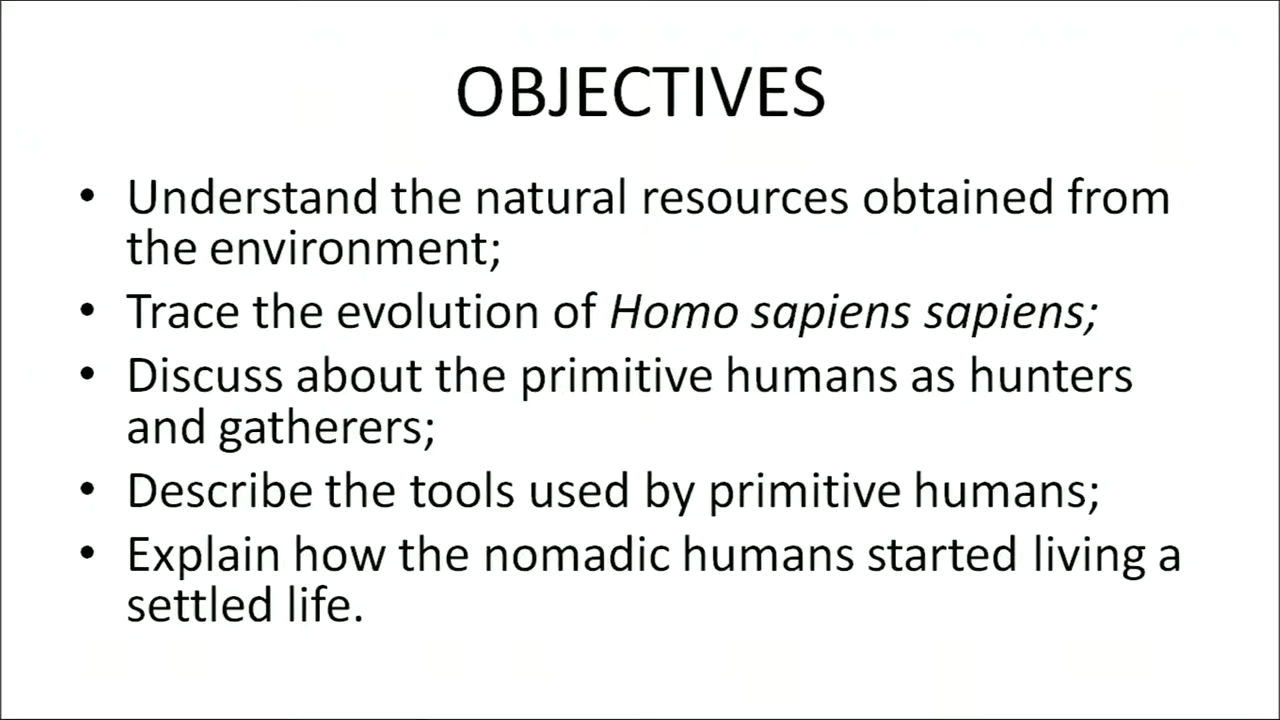 OBJECTIVES
• Understand the natural resources obtained from
the environment;
• Trace the evolution of Homo sapiens sapiens;
• Discuss about the primitive humans as hunters
and gatherers;
• Describe the tools used by primitive humans;
• Explain how the nomadic humans started living a
settled life.